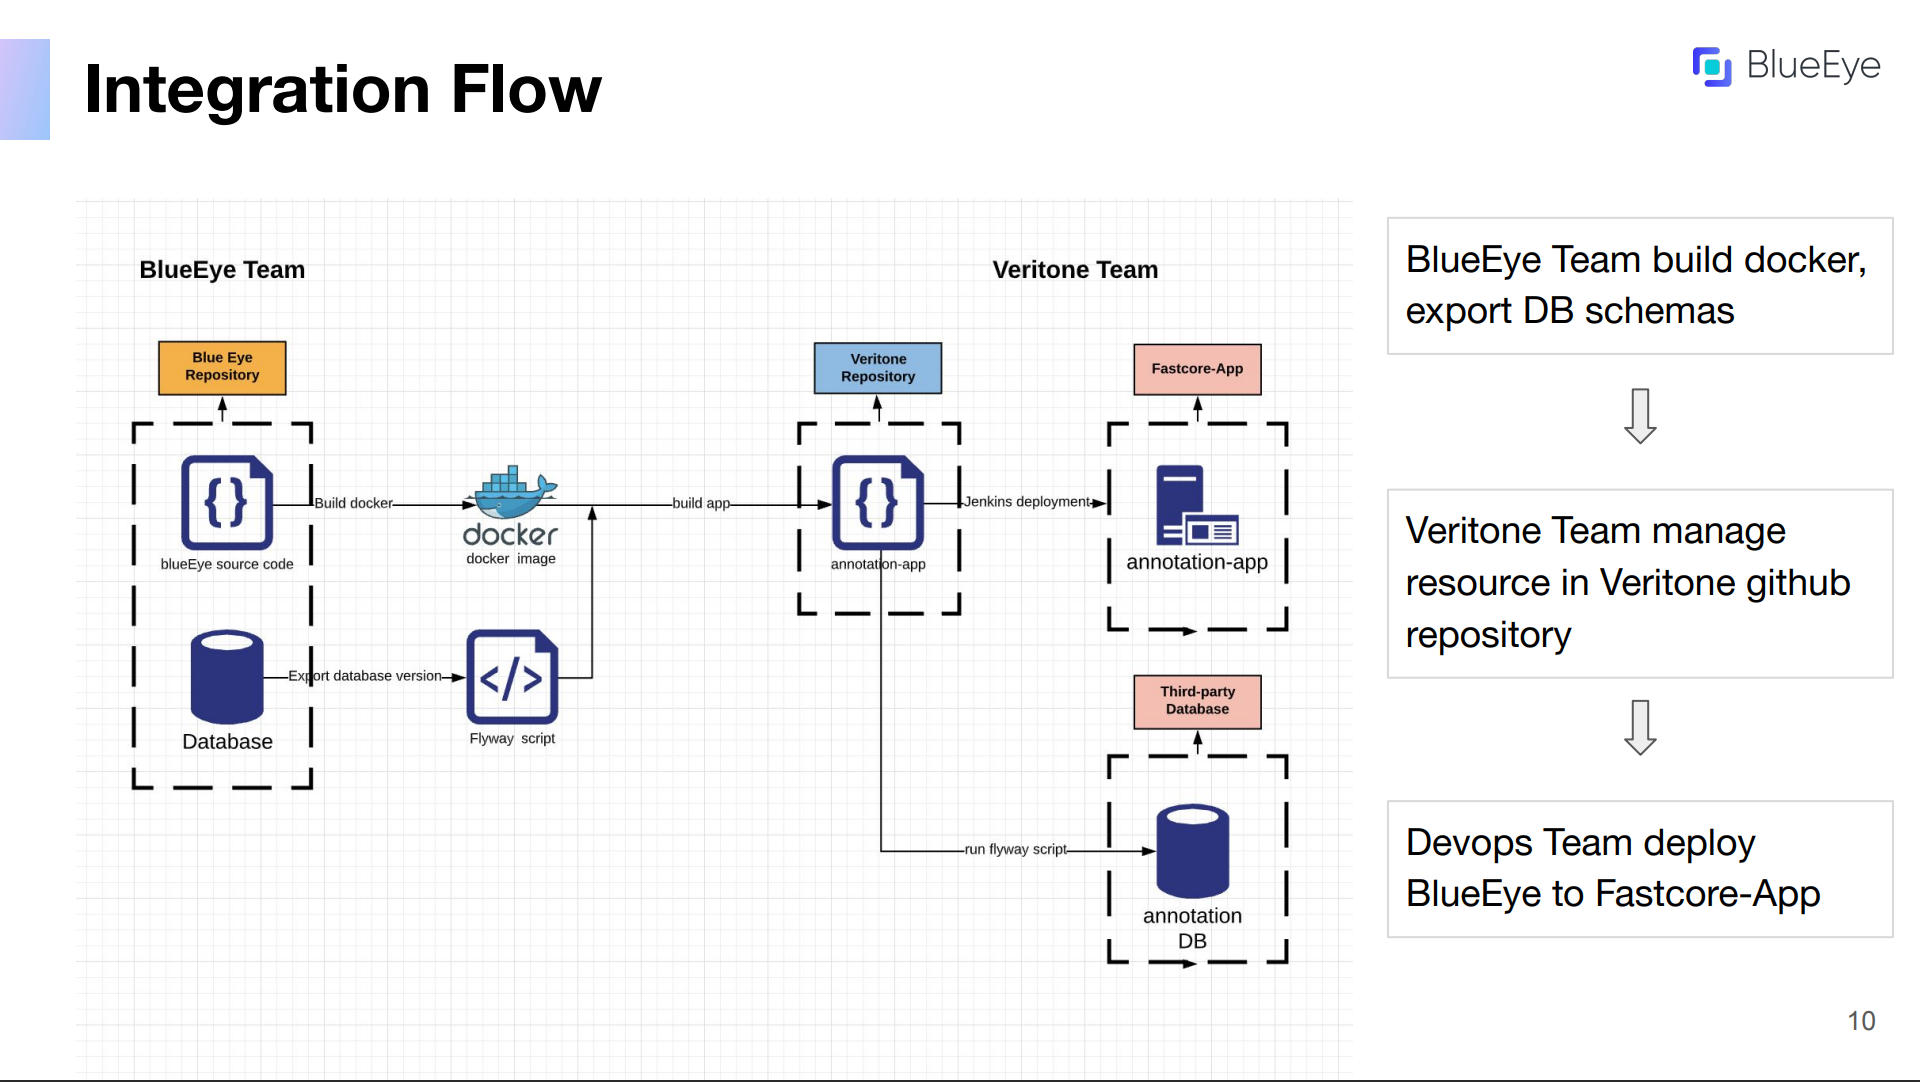 Integration Flow
BlueEye
BlueEye Team
Veritone Team
Blue Eye
Repository
Veritone
Repository
Fastcore-App
Build docker
docker
docker image
build app
Jenkins deployment
blueEye source code
annotation-app
annotation-app
Export database version
Database
Flyway script
Third-party
Database
run flyway script
annotation
DB
BlueEye Team build docker,
export DB schemas
Veritone Team manage
resource in Veritone github
repository
Devops Team deploy
BlueEye to Fastcore-App
10